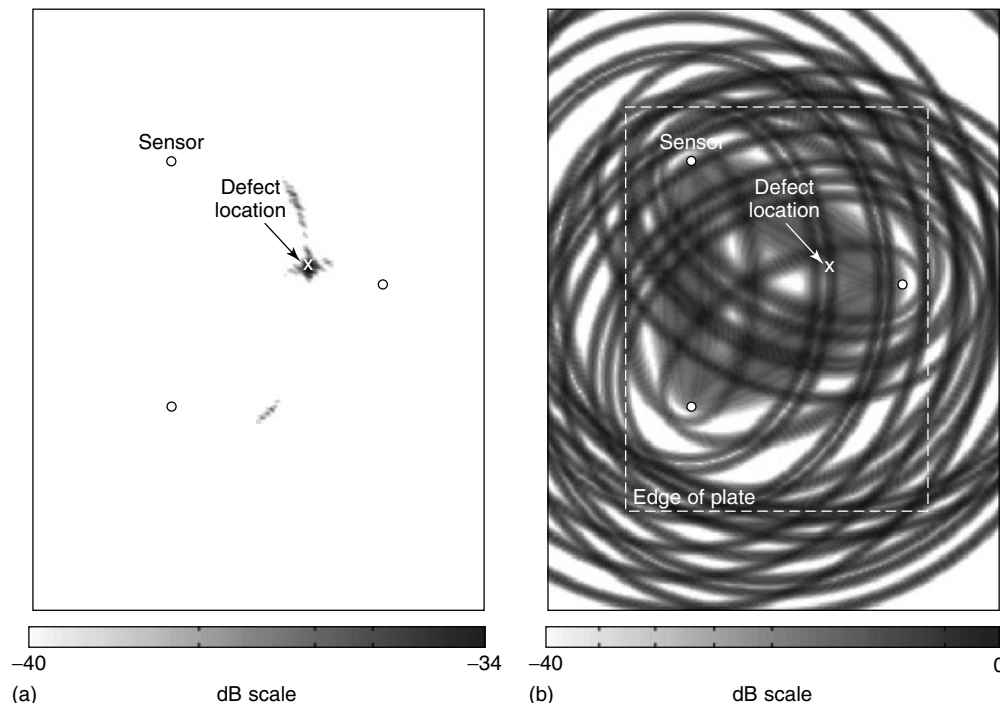 Sensor
Defect
location
x
−40
−34
(a)
dB scale
Sensor
Defect
location
x
Edge of plate
−40
0
(b)
dB scale